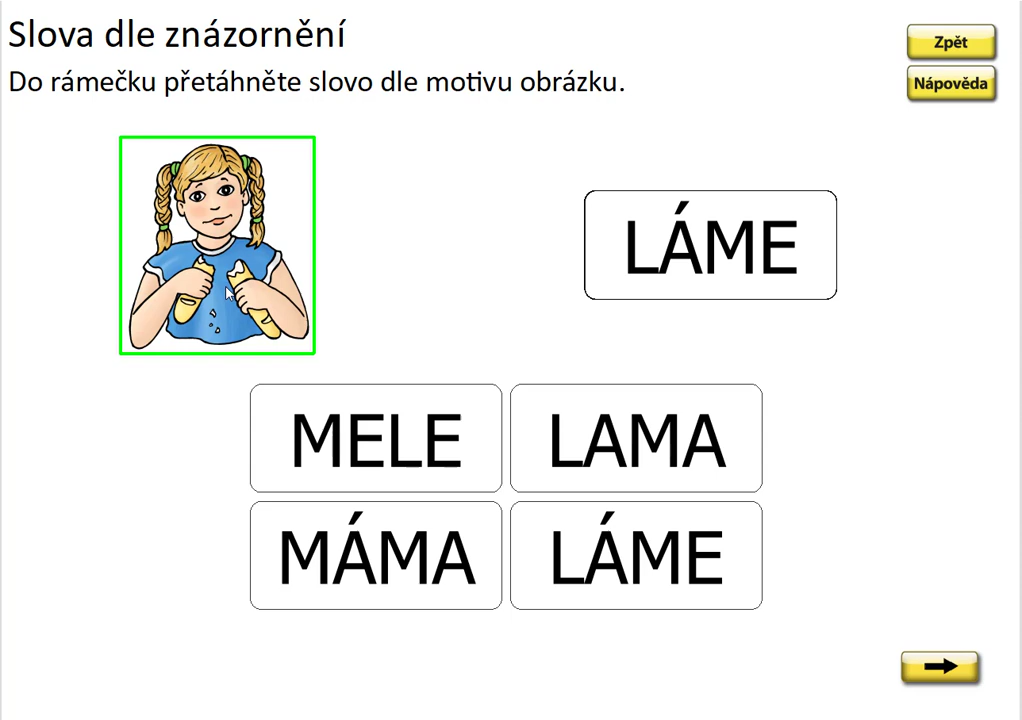 Slova dle znázornění
Zpět
Do rámečku přetáhněte slovo dle motivu obrázku.
Nápověda
LÁME
MELE LAMA
MÁMA LÁME